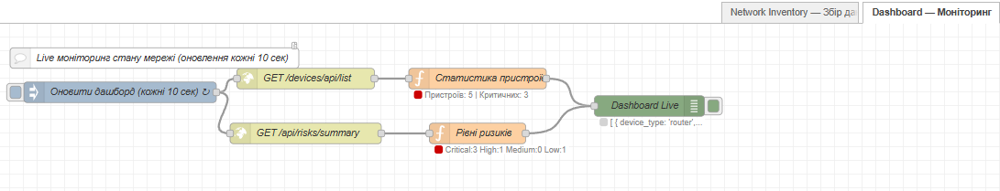 Network Inventory — Збір да
Dashboard — Моніторинг
Live моніторинг стану мережі (оновлення кожні 10 сек)
GET /devices/api/list
Статистика пристроїв
Оновити дашборд (кожні 10 сек) ↻
Пристроїв: 5 | Критичних: 3
Dashboard Live
[ { device_type: 'router',...
GET /api/risks/summary
Рівні ризиків
Critical:3 High:1 Medium:0 Low:1